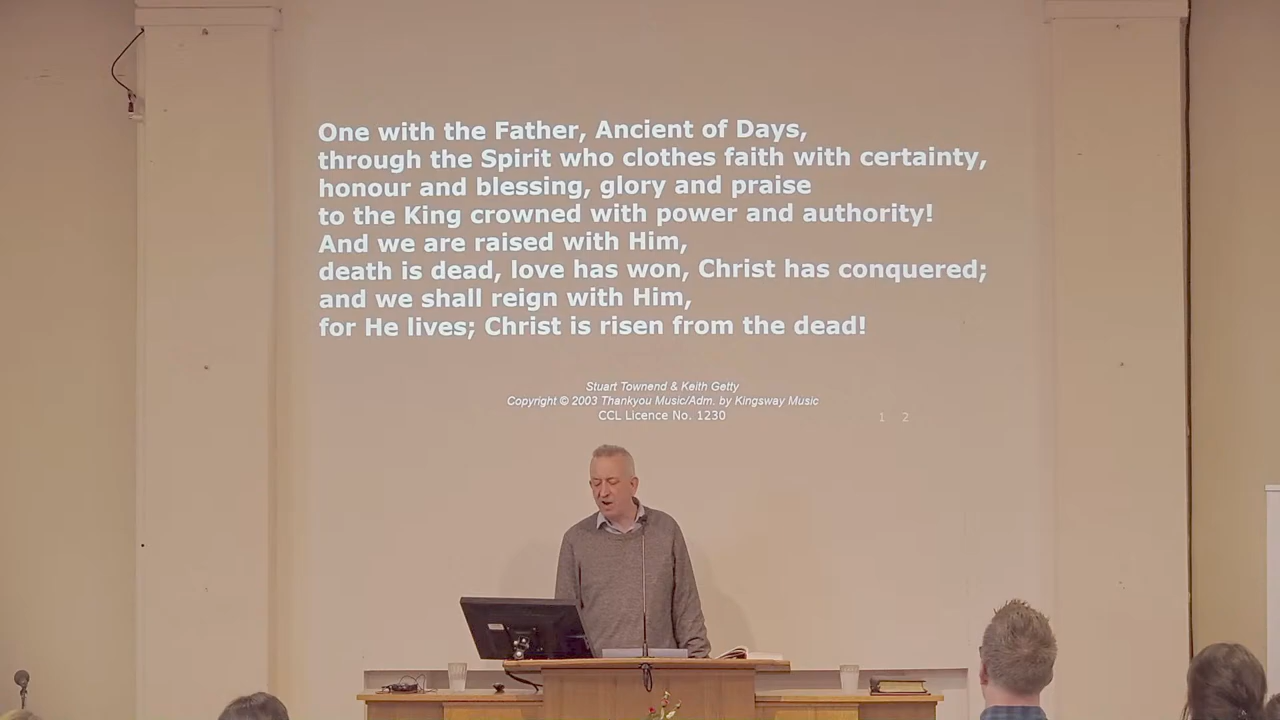 One with the Father, Ancient of Days,
through the Spirit who clothes faith with certainty,
honour and blessing, glory and praise
to the King crowned with power and authority!
And we are raised with Him,
death is dead, love has won, Christ has conquered;
and we shall reign with Him,
for He lives; Christ is risen from the dead!
Stuart Townend & Keith Getty
Copyright © 2003 Thankyou Music/Adm. by Kingsway Music
CCL Licence No. 1230
1 2